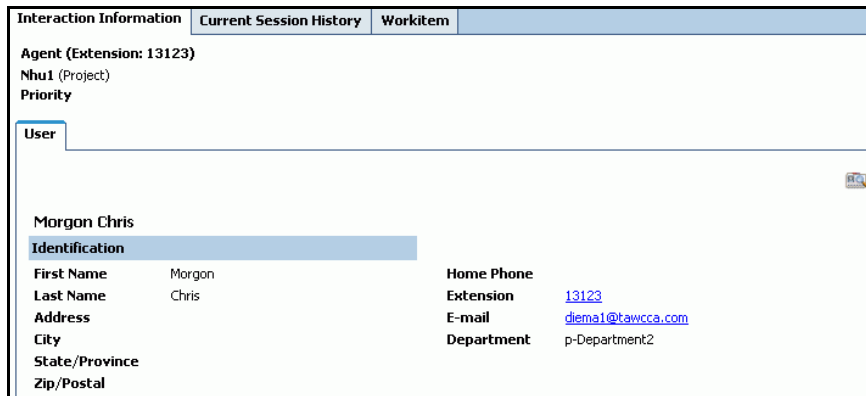 Interaction Information Current Session History Workitem
Agent (Extension: 13123)
Nhu1 (Project)
Priority
User
Morgon Chris
Identification
First Name Morgon Home Phone
Last Name Chris Extension 13123
Address E-mail diema1@tawcca.com
City Department p-Department2
State/Province
Zip/Postal